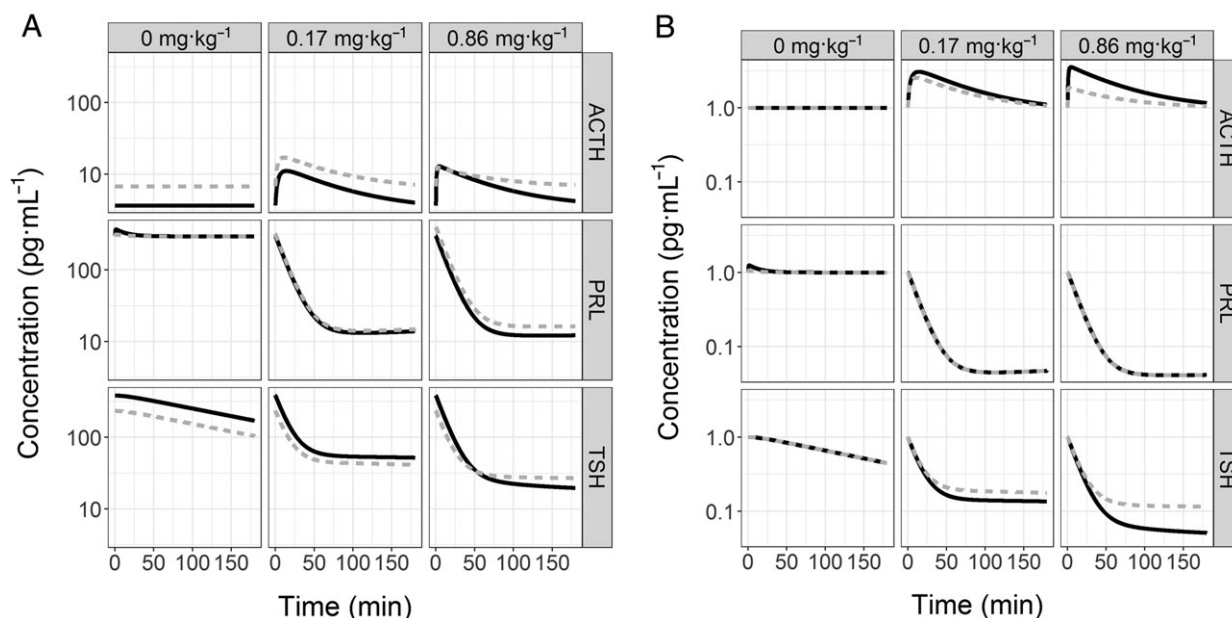 A
0 mg·kg⁻¹ 0.17 mg·kg⁻¹ 0.86 mg·kg⁻¹
Concentration (pg·mL⁻¹)
100
10
ACTH
100
10
PRL
100
10
TSH
0 50 100 150 0 50 100 150 0 50 100 150
Time (min)
B
0 mg·kg⁻¹ 0.17 mg·kg⁻¹ 0.86 mg·kg⁻¹
Concentration (pg·mL⁻¹)
1.0
0.1
ACTH
1.0
0.1
PRL
1.0
0.1
TSH
0 50 100 150 0 50 100 150 0 50 100 150
Time (min)